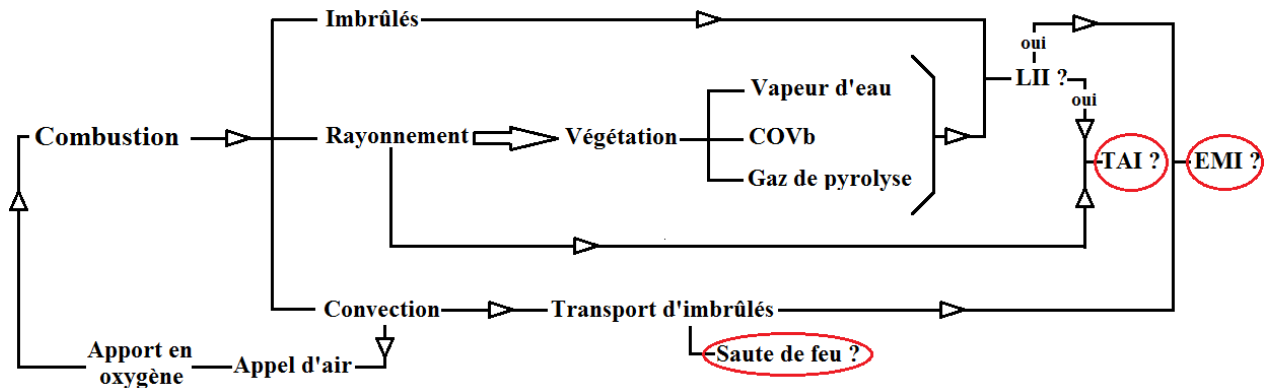 Imbrûlés
oui
LII ?
Vapeur d'eau
oui
Combustion
Rayonnement
Végétation
COVb
TAI ?
EMI ?
Gaz de pyrolyse
Convection
Transport d'imbrûlés
Apport en
oxygène
Appel d'air
Saute de feu ?